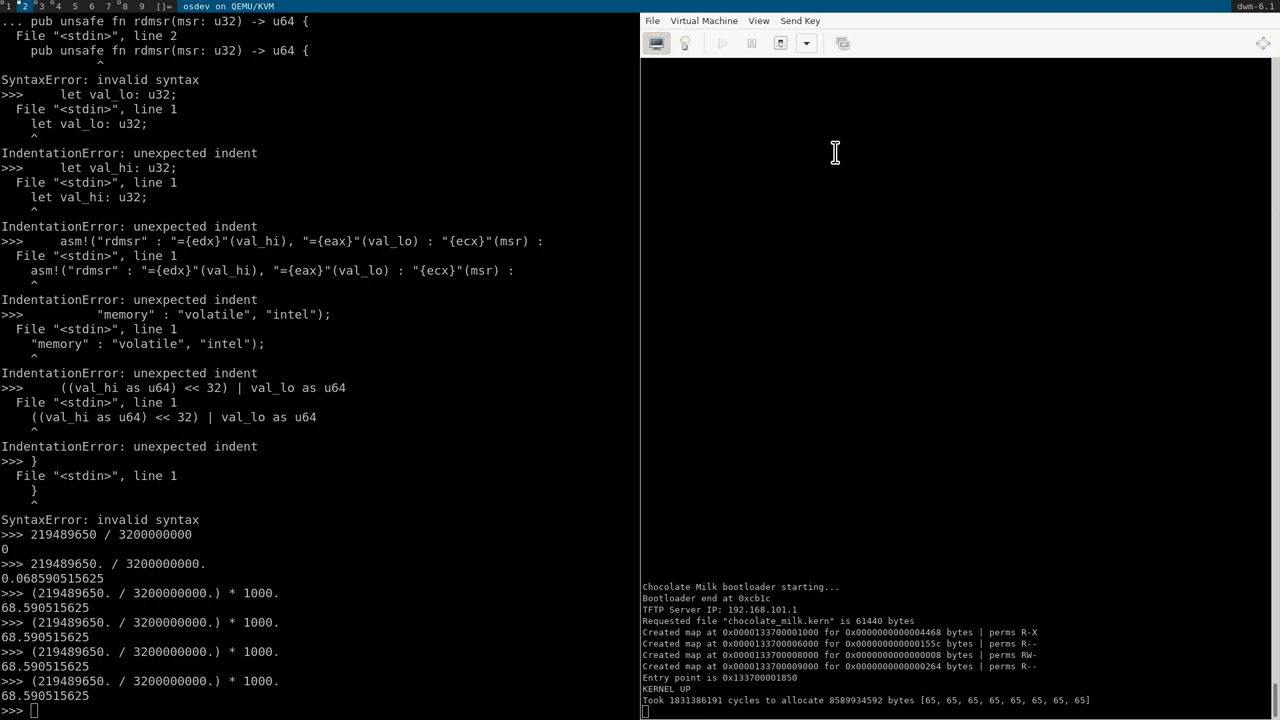 1 2 3 4 5 6 7 8 9 []= osdev on QEMU/KVM
dwm-6.1
... pub unsafe fn rdmsr(msr: u32) -> u64 {
  File "<stdin>", line 2
    pub unsafe fn rdmsr(msr: u32) -> u64 {
             ^
SyntaxError: invalid syntax
>>>     let val_lo: u32;
  File "<stdin>", line 1
    let val_lo: u32;
    ^
IndentationError: unexpected indent
>>>     let val_hi: u32;
  File "<stdin>", line 1
    let val_hi: u32;
    ^
IndentationError: unexpected indent
>>>     asm!("rdmsr" : "={edx}"(val_hi), "={eax}"(val_lo) : "{ecx}"(msr) :
  File "<stdin>", line 1
    asm!("rdmsr" : "={edx}"(val_hi), "={eax}"(val_lo) : "{ecx}"(msr) :
    ^
IndentationError: unexpected indent
>>>          "memory" : "volatile", "intel");
  File "<stdin>", line 1
    "memory" : "volatile", "intel");
    ^
IndentationError: unexpected indent
>>>     ((val_hi as u64) << 32) | val_lo as u64
  File "<stdin>", line 1
    ((val_hi as u64) << 32) | val_lo as u64
    ^
IndentationError: unexpected indent
>>> }
  File "<stdin>", line 1
    }
    ^
SyntaxError: invalid syntax
>>> 219489650 / 3200000000
0
>>> 219489650. / 3200000000.
0.068590515625
>>> (219489650. / 3200000000.) * 1000.
68.590515625
>>> (219489650. / 3200000000.) * 1000.
68.590515625
>>> (219489650. / 3200000000.) * 1000.
68.590515625
>>> (219489650. / 3200000000.) * 1000.
68.590515625
>>>
File Virtual Machine View Send Key
Chocolate Milk bootloader starting...
Bootloader end at 0xcb1c
TFTP Server IP: 192.168.101.1
Requested file "chocolate_milk.kern" is 61440 bytes
Created map at 0x0000133700001000 for 0x0000000000004468 bytes | perms R-X
Created map at 0x0000133700006000 for 0x000000000000155c bytes | perms R--
Created map at 0x0000133700008000 for 0x0000000000000008 bytes | perms RW-
Created map at 0x0000133700009000 for 0x0000000000000264 bytes | perms R--
Entry point is 0x133700001850
KERNEL UP
Took 1831386191 cycles to allocate 8589934592 bytes [65, 65, 65, 65, 65, 65, 65, 65]